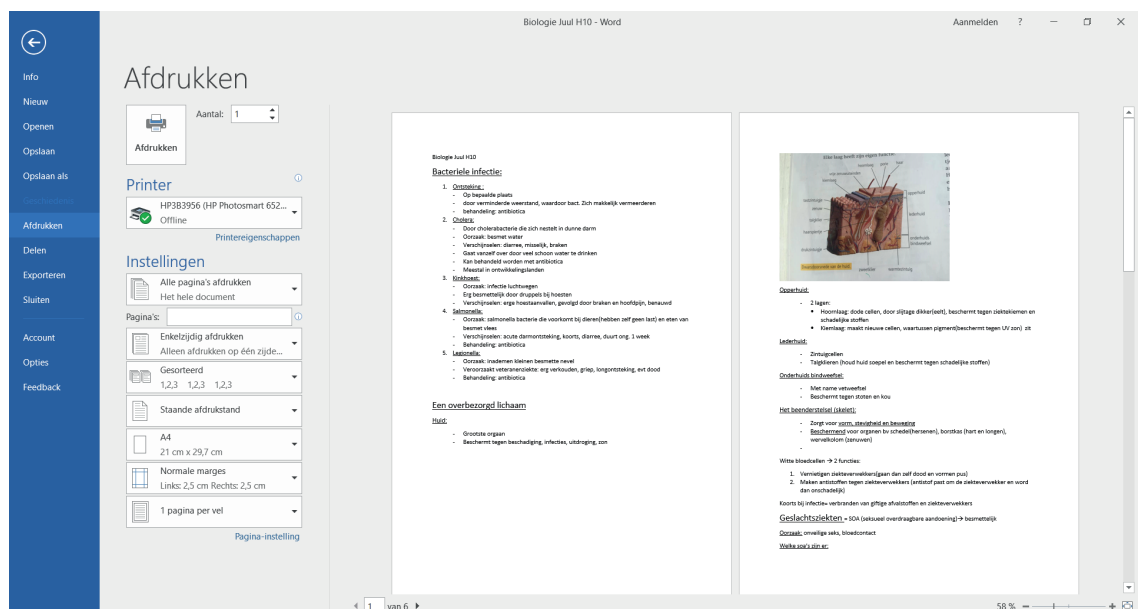 Biologie Juul H10 - Word
Aanmelden ?
Info
Nieuw
Openen
Opslaan
Opslaan als
Afdrukken
Delen
Exporteren
Sluiten
Account
Opties
Feedback
Afdrukken
Aantal: 1
Afdrukken
Printer
HP3B3956 (HP Photosmart 652...
Offline
Printereigenschappen
Instellingen
Alle pagina's afdrukken
Het hele document
Pagina's:
Enkelzijdig afdrukken
Alleen afdrukken op één zijde...
Gesorteerd
1,2,3 1,2,3 1,2,3
Staande afdrukstand
A4
21 cm x 29,7 cm
Normale marges
Links: 2,5 cm Rechts: 2,5 cm
1 pagina per vel
Pagina-instelling
Biologie Juul H10
Bacteriele infectie:
1. Ontsteking :
- Op bepaalde plaats
- door verminderde weerstand, waardoor bact. Zich makkelijk vermeerderen
- behandeling: antibiotica
2. Cholera:
- Door cholerabacterie die zich nestelt in dunne darm
- Oorzaak: besmet water
- Verschijnselen: diarree, misselijk, braken
- Gaat vanzelf over door veel schoon water te drinken
- Kan behandeld worden met antibiotica
- Meestal in ontwikkelingslanden
3. Kinkhoest:
- Oorzaak: infectie luchtwegen
- Erg besmettelijk door druppels bij hoesten
- Verschijnselen: erge hoestaanvallen, gevolgd door braken en hoofdpijn, benauwd
4. Salmonella:
- Oorzaak: salmonella bacterie die voorkomt bij dieren(hebben zelf geen last) en eten van
besmet vlees
- Verschijnselen: acute darmontsteking, koorts, diarree, duurt ong. 1 week
- Behandeling: antibiotica
5. Legionella:
- Oorzaak: inademen kleinen besmette nevel
- Veroorzaakt veteranenziekte: erg verkouden, griep, longontsteking, evt dood
- Behandeling: antibiotica
Een overbezorgd lichaam
Huid:
- Grootste orgaan
- Beschermt tegen beschadiging, infecties, uitdroging, zon
opperhuid
Opperhuid:
- 2 lagen:
Hoornlaag: dode cellen, door slijtage dikker(eelt), beschermt tegen ziektekiemen en
schadelijke stoffen
Kiemlaag: maakt nieuwe cellen, waartussen pigment(beschermt tegen UV zon) zit
Lederhuid:
- Zintuigcellen
- Talgklieren (houd huid soepel en beschermt tegen schadelijke stoffen)
Onderhuids bindweefsel:
- Met name vetweefsel
- Beschermt tegen stoten en kou
Het beenderstelsel (skelet):
- Zorgt voor vorm, stevigheid en beweging
- Beschermend voor organen bv schedel(hersenen), borstkas (hart en longen),
wervelkolom (zenuwen)
-
Witte bloedcellen → 2 functies:
1. Vernietigen ziekteverwekkers(gaan dan zelf dood en vormen pus)
2. Maken antistoffen tegen ziekteverwekkers (antistof past om de ziekteverwekker en word
dan onschadelijk)
Koorts bij infectie= verbranden van giftige afvalstoffen en ziekteverwekkers
Geslachtsziekten = SOA (seksueel overdraagbare aandoening)→ besmettelijk
Oorzaak: onveilige seks, bloedcontact
Welke soa's zijn er:
1 van 6
58 %